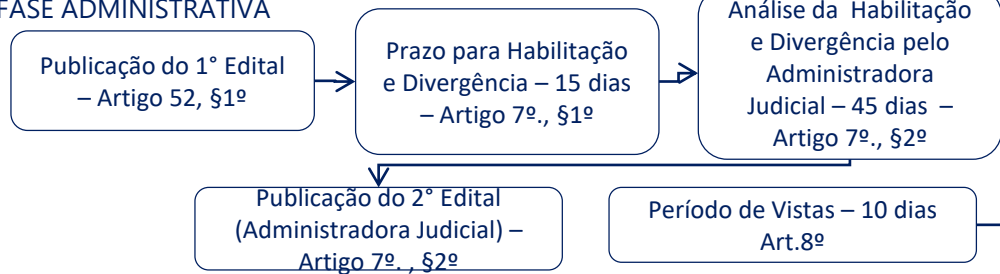 FASE ADMINISTRATIVA
Publicação do 1° Edital
– Artigo 52, §1º
Prazo para Habilitação
e Divergência – 15 dias
– Artigo 7º., §1º
Análise da Habilitação
e Divergência pelo
Administradora
Judicial – 45 dias –
Artigo 7º., §2º
Publicação do 2° Edital
(Administradora Judicial) –
Artigo 7º. , §2º
Período de Vistas – 10 dias
Art.8º